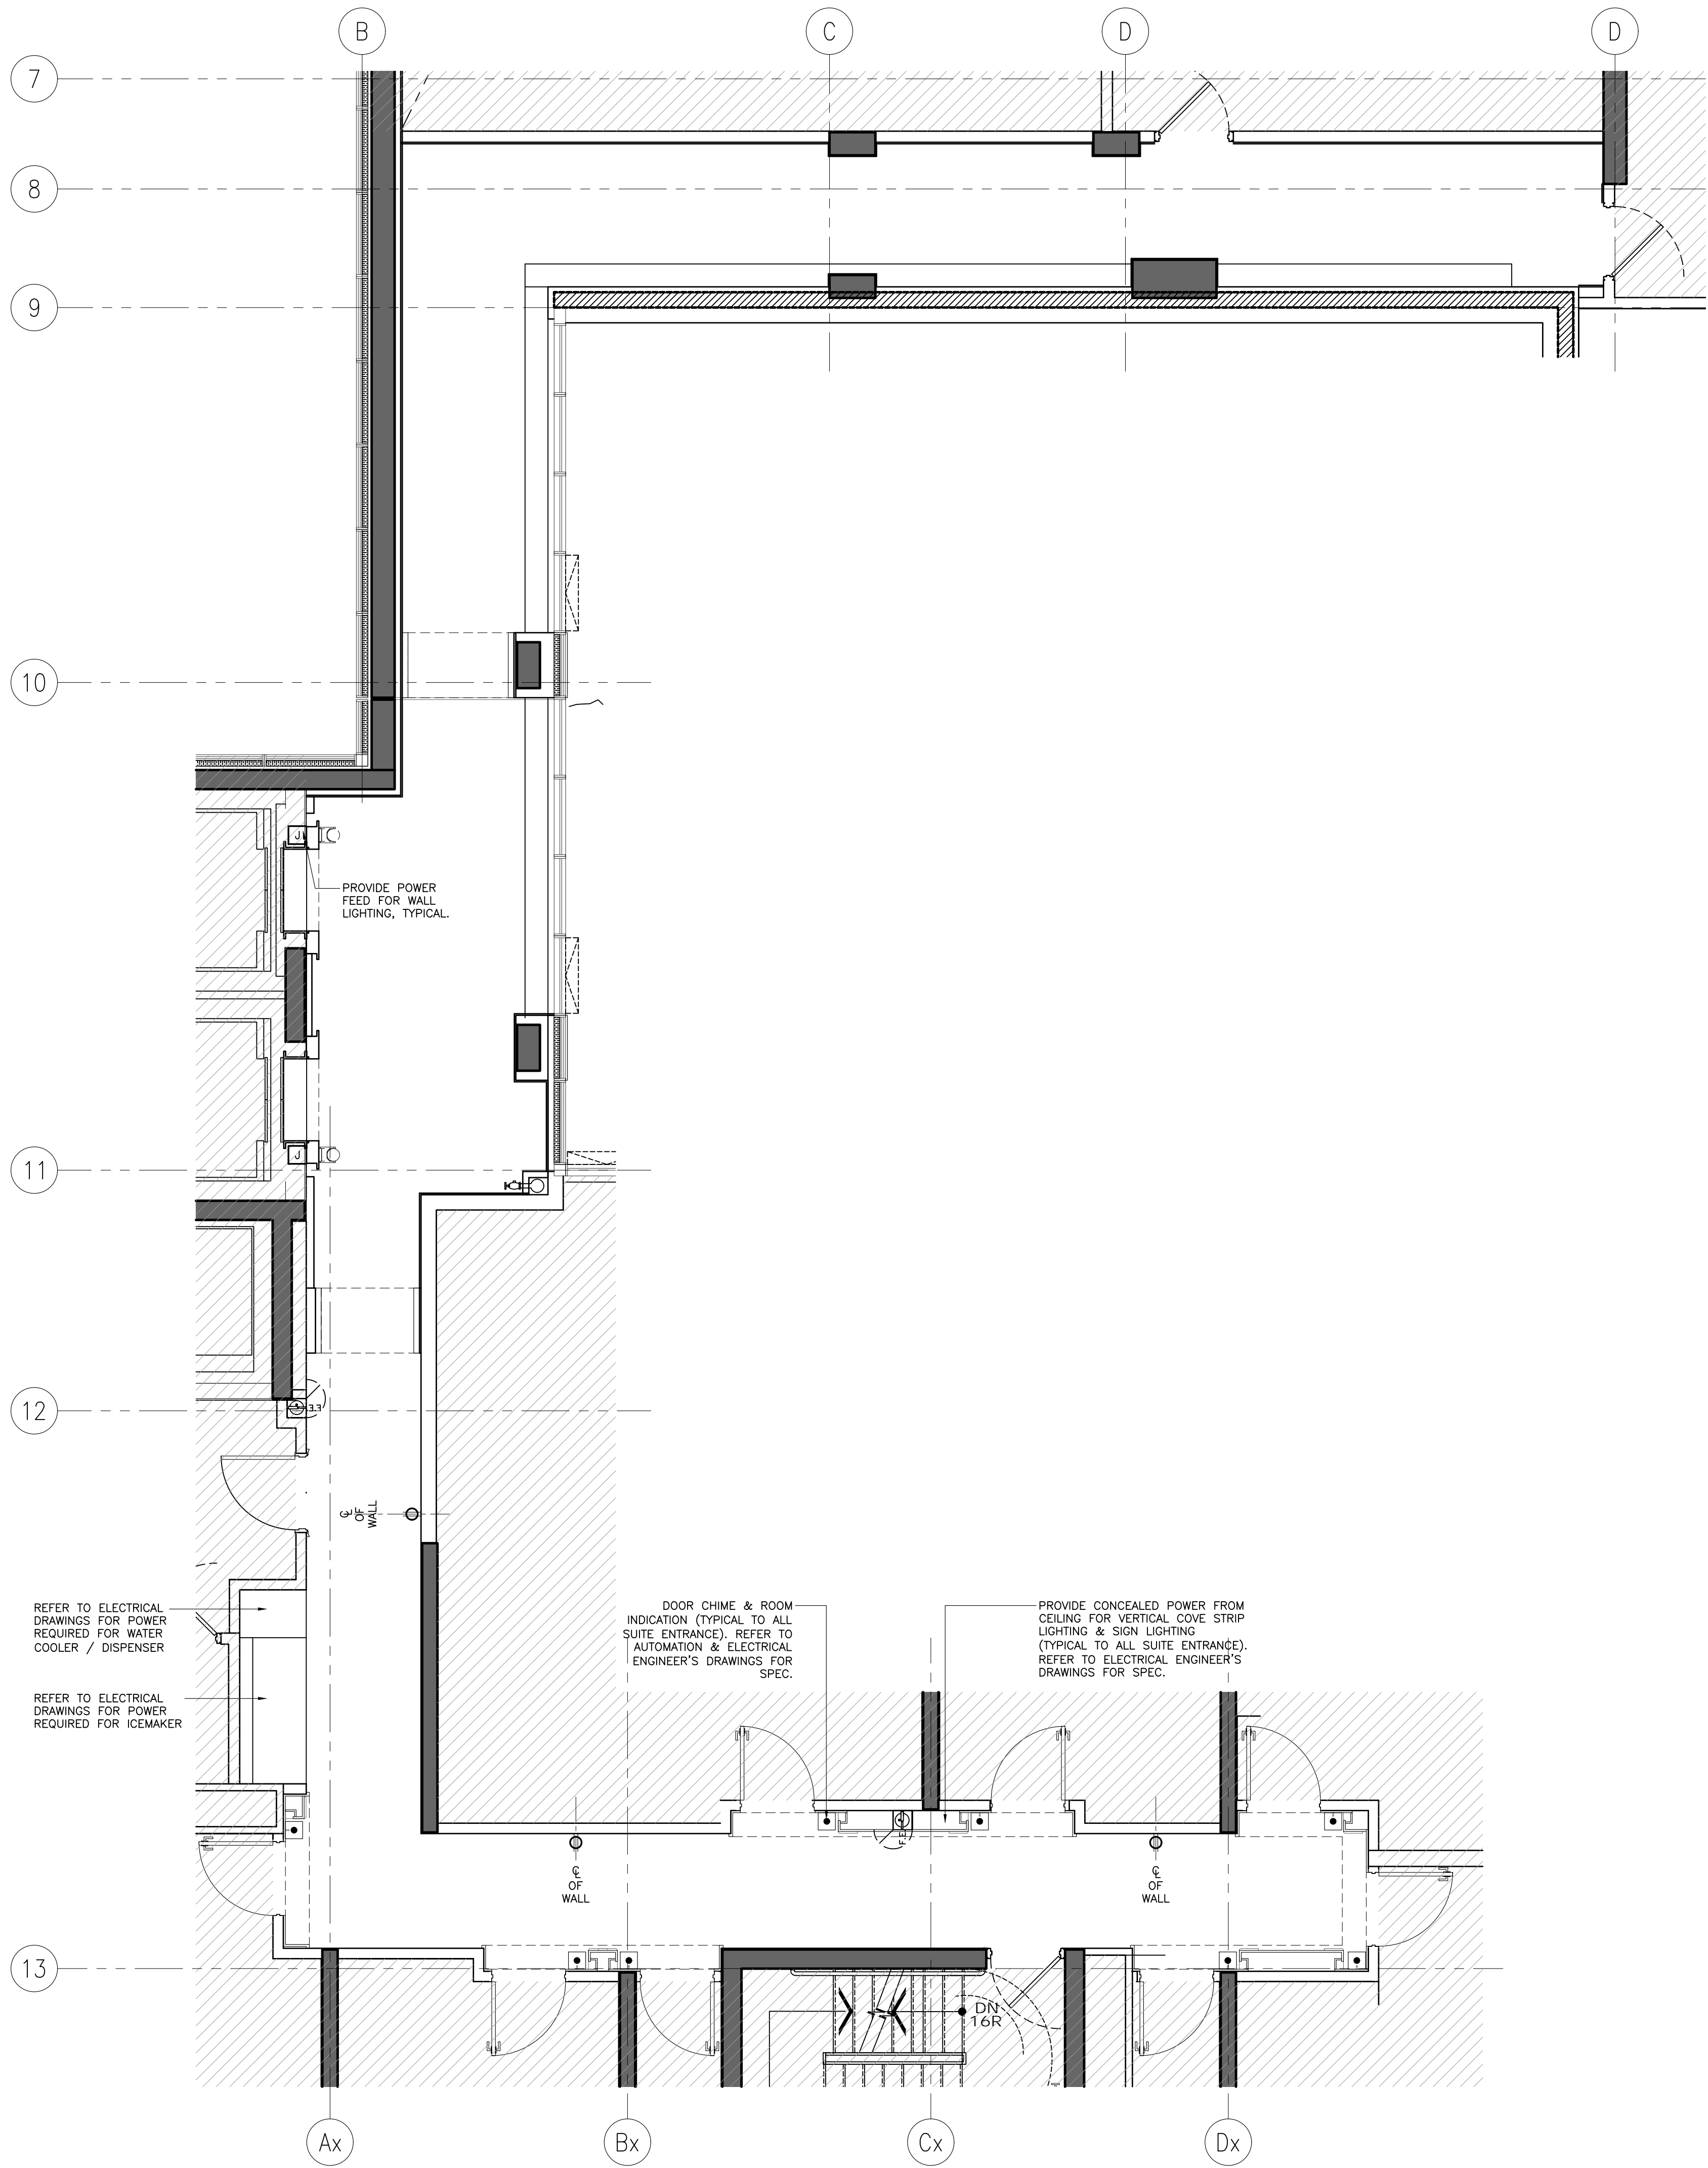 B
C
D
D
7
8
9
10
J
PROVIDE POWER
FEED FOR WALL
LIGHTING, TYPICAL.
J
11
12
3.3
℄
OF
WALL
REFER TO ELECTRICAL
DRAWINGS FOR POWER
REQUIRED FOR WATER
COOLER / DISPENSER
REFER TO ELECTRICAL
DRAWINGS FOR POWER
REQUIRED FOR ICEMAKER
DOOR CHIME & ROOM
INDICATION (TYPICAL TO ALL
SUITE ENTRANCE). REFER TO
AUTOMATION & ELECTRICAL
ENGINEER'S DRAWINGS FOR
SPEC.
PROVIDE CONCEALED POWER FROM
CEILING FOR VERTICAL COVE STRIP
LIGHTING & SIGN LIGHTING
(TYPICAL TO ALL SUITE ENTRANCE).
REFER TO ELECTRICAL ENGINEER'S
DRAWINGS FOR SPEC.
℄
OF
WALL
℄
OF
WALL
13
DN
16R
Ax
Bx
Cx
Dx